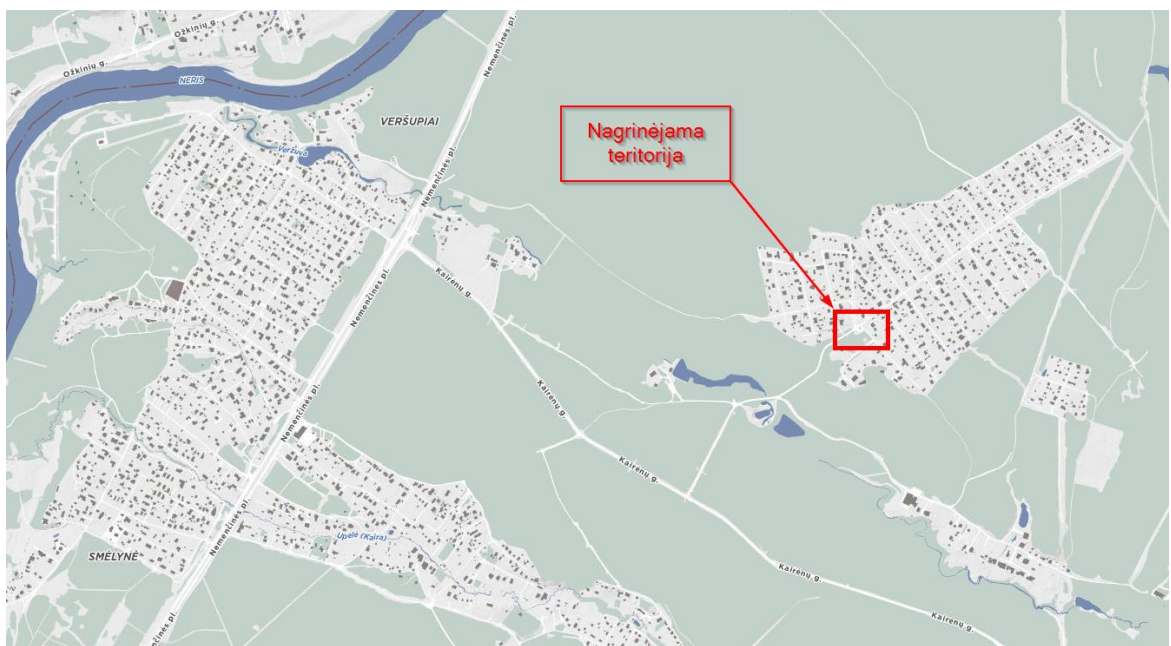 Ožkinių g.
Nemenčinės pl.
Ožkinių g.
NERIS
VERŠUPIAI
Nagrinėjama
teritorija
Veržuva
Nemenčinės pl.
Kairėnų g.
Nemenčinės pl.
Kairėnų g.
Nemenčinės pl.
Kairėnų g.
Nemenčinės pl.
Upelė (Kaira)
SMĖLYNĖ
Kairėnų g.
Kairėnų g.